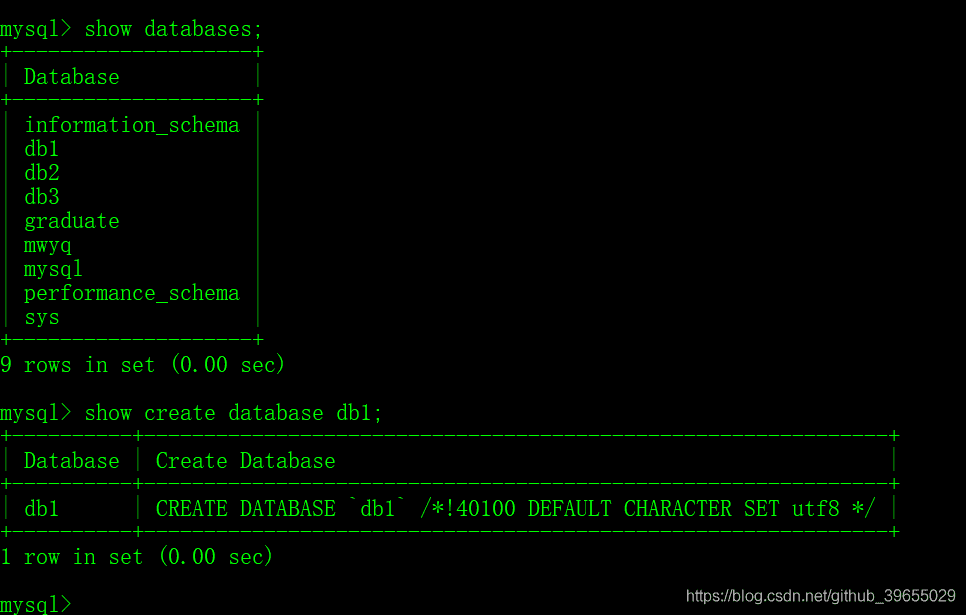 mysql> show databases;
+--------------------+
| Database           |
+--------------------+
| information_schema |
| db1                |
| db2                |
| db3                |
| graduate           |
| mwyq               |
| mysql              |
| performance_schema |
| sys                |
+--------------------+
9 rows in set (0.00 sec)
mysql> show create database db1;
+----------+--------------------------------------------------------------+
| Database | Create Database                                              |
+----------+--------------------------------------------------------------+
| db1      | CREATE DATABASE `db1` /*!40100 DEFAULT CHARACTER SET utf8 */ |
+----------+--------------------------------------------------------------+
1 row in set (0.00 sec)
mysql>
https://blog.csdn.net/github_39655029